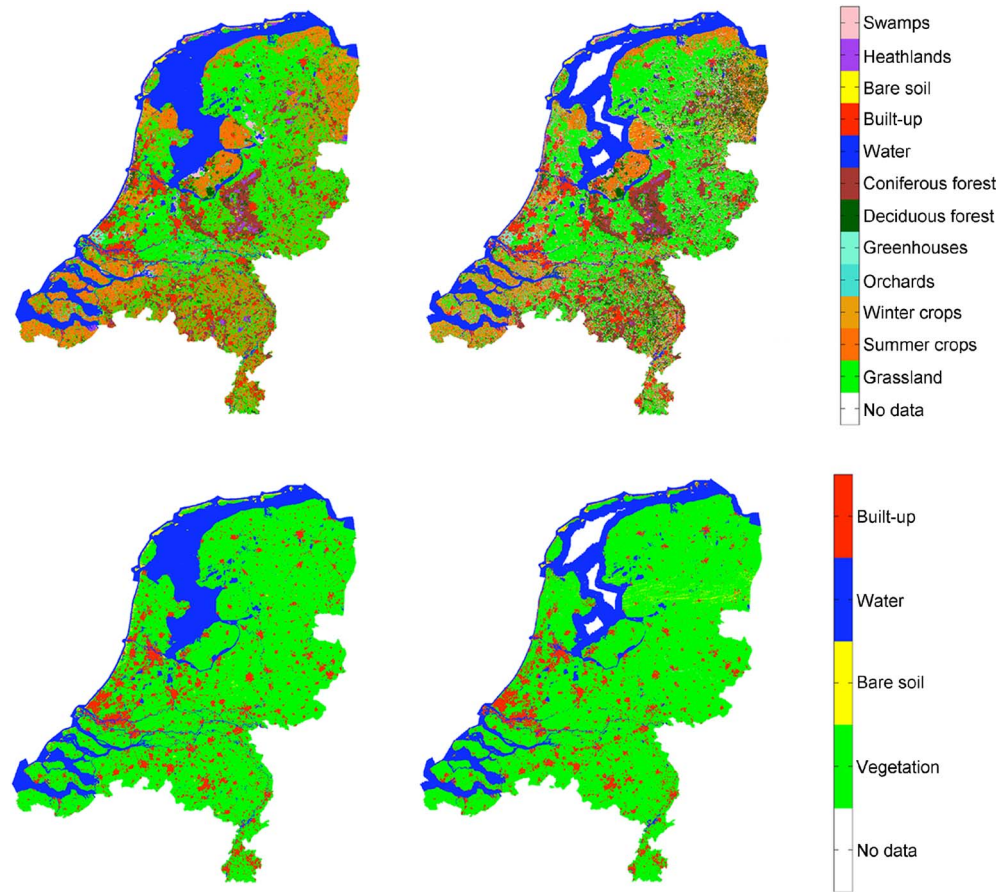 Swamps
Heathlands
Bare soil
Built-up
Water
Coniferous forest
Deciduous forest
Greenhouses
Orchards
Winter crops
Summer crops
Grassland
No data
Built-up
Water
Bare soil
Vegetation
No data